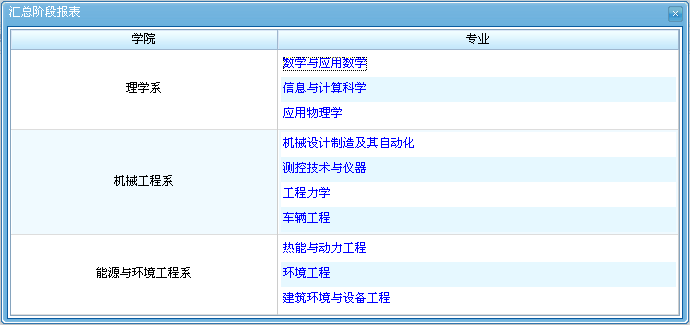 汇总阶段报表
学院 专业
理学系
数学与应用数学
信息与计算科学
应用物理学
机械工程系
机械设计制造及其自动化
测控技术与仪器
工程力学
车辆工程
能源与环境工程系
热能与动力工程
环境工程
建筑环境与设备工程